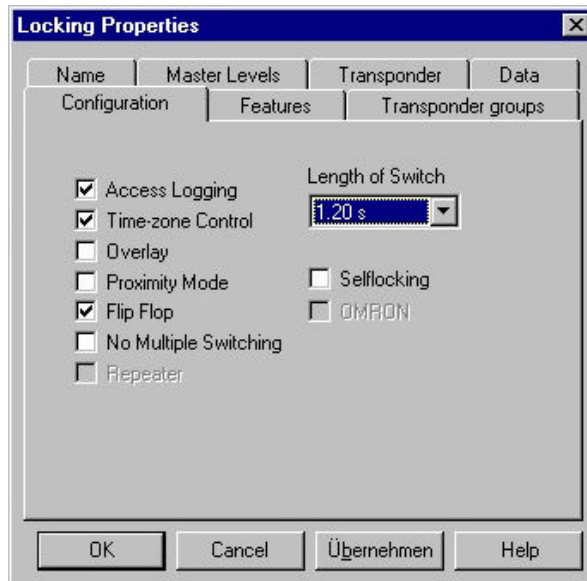 Locking Properties
Name Master Levels Transponder Data
Configuration Features Transponder groups
Length of Switch
Access Logging
1.20 s
Time-zone Control
Overlay
Proximity Mode
Selflocking
Flip Flop
OMRON
No Multiple Switching
Repeater
OK Cancel Übernehmen Help